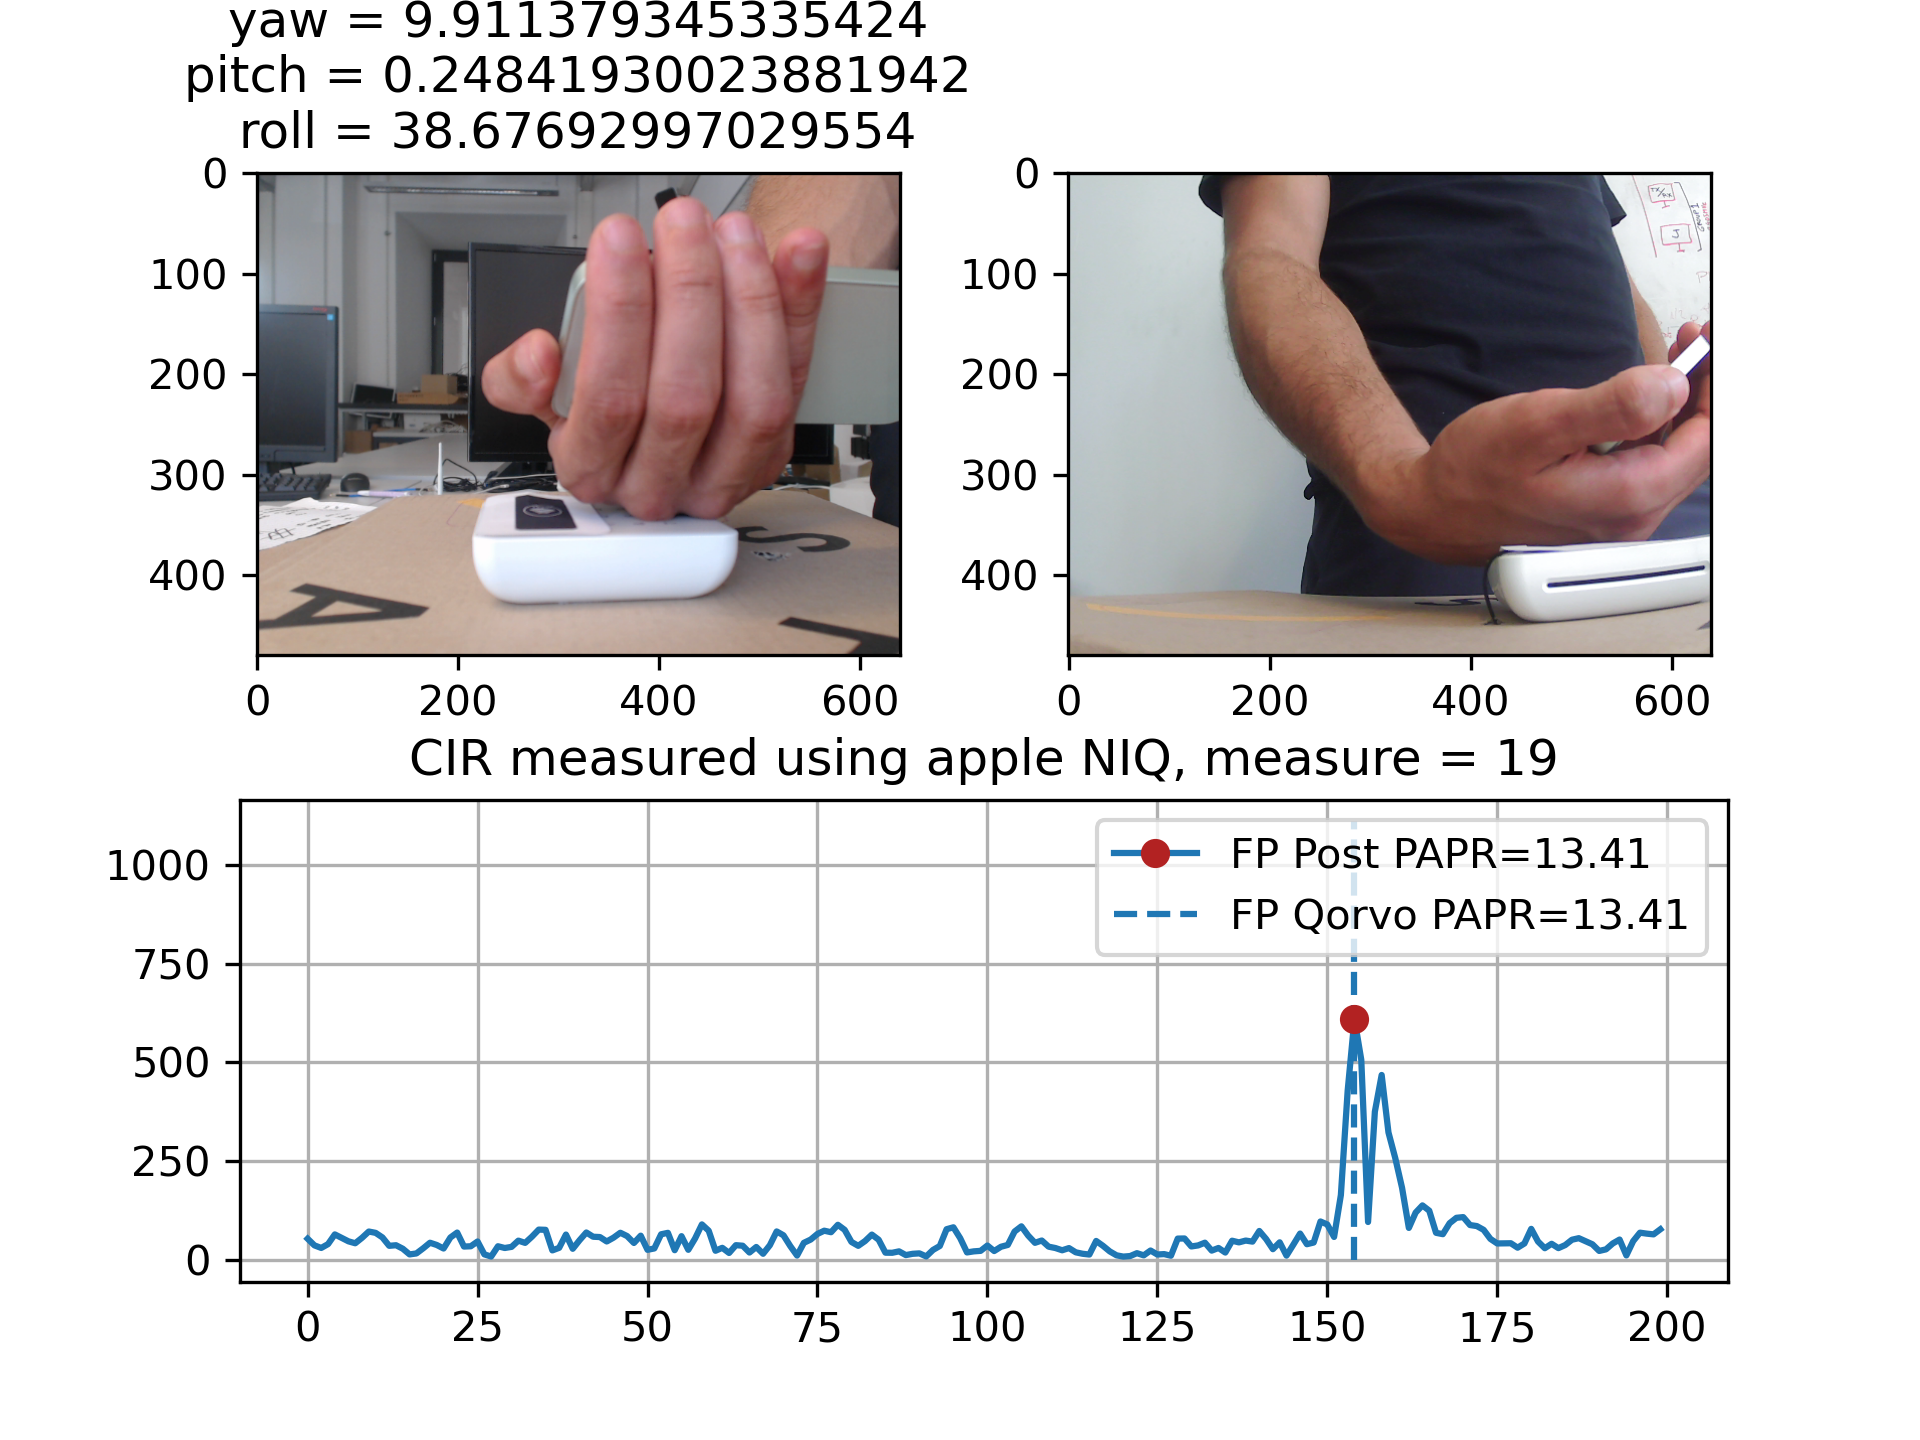 yaw = 9.911379345335424
pitch = 0.24841930023881942
roll = 38.67692997029554
0
100
200
300
400
0 200 400 600
0
100
200
300
400
0 200 400 600
A
S
TX/RX
CIR measured using apple NIQ, measure = 19
1000
750
500
250
0
FP Post PAPR=13.41
FP Qorvo PAPR=13.41
0 25 50 75 100 125 150 175 200